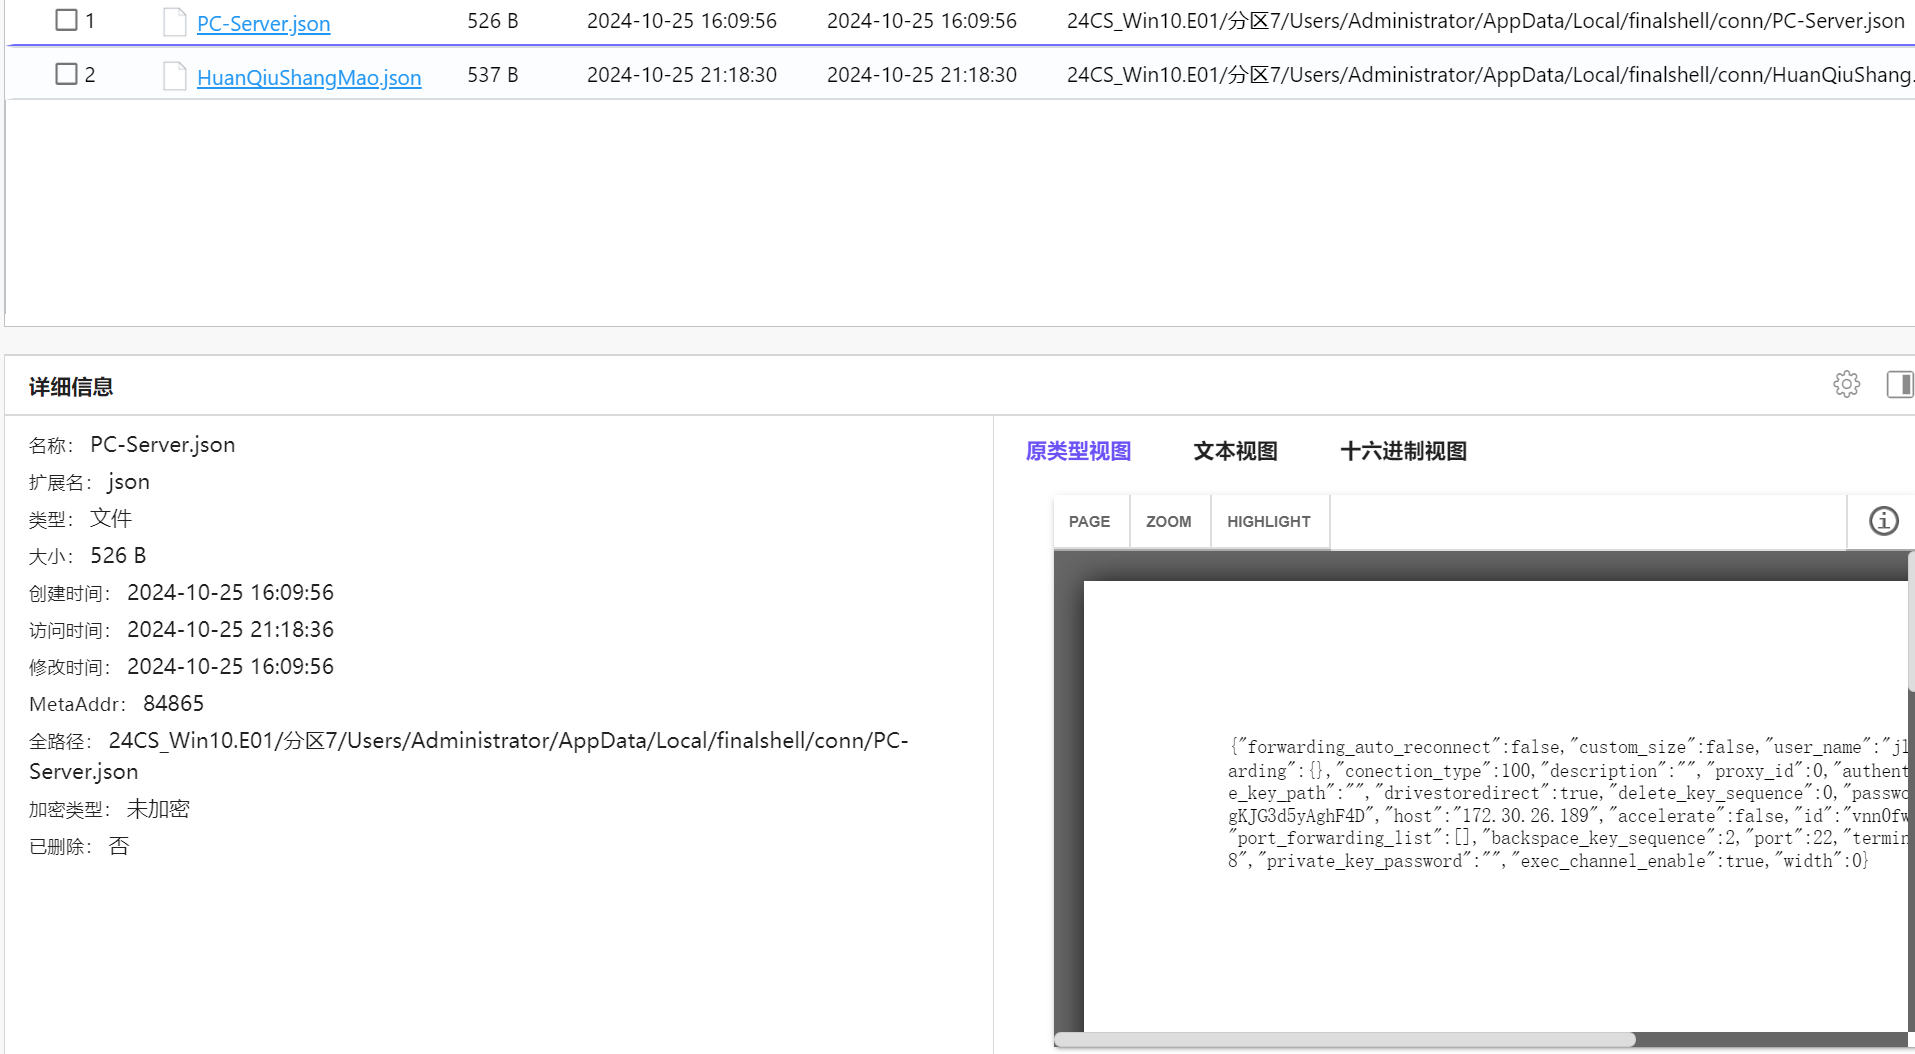 1 PC-Server.json 526 B 2024-10-25 16:09:56 2024-10-25 16:09:56 24CS_Win10.E01/分区7/Users/Administrator/AppData/Local/finalshell/conn/PC-Server.json
2 HuanQiuShangMao.json 537 B 2024-10-25 21:18:30 2024-10-25 21:18:30 24CS_Win10.E01/分区7/Users/Administrator/AppData/Local/finalshell/conn/HuanQiuShang.
详细信息
名称: PC-Server.json
扩展名: json
类型: 文件
大小: 526 B
创建时间: 2024-10-25 16:09:56
访问时间: 2024-10-25 21:18:36
修改时间: 2024-10-25 16:09:56
MetaAddr: 84865
全路径: 24CS_Win10.E01/分区7/Users/Administrator/AppData/Local/finalshell/conn/PC-
Server.json
加密类型: 未加密
已删除: 否
原类型视图 文本视图 十六进制视图
PAGE ZOOM HIGHLIGHT
{"forwarding_auto_reconnect":false,"custom_size":false,"user_name":"jl
arding":{},"conection_type":100,"description":"","proxy_id":0,"authent
e_key_path":"","drivestoredirect":true,"delete_key_sequence":0,"passwo
gKJG3d5yAghF4D","host":"172.30.26.189","accelerate":false,"id":"vnn0fw
"port_forwarding_list":[],"backspace_key_sequence":2,"port":22,"termin
8","private_key_password":"","exec_channel_enable":true,"width":0}